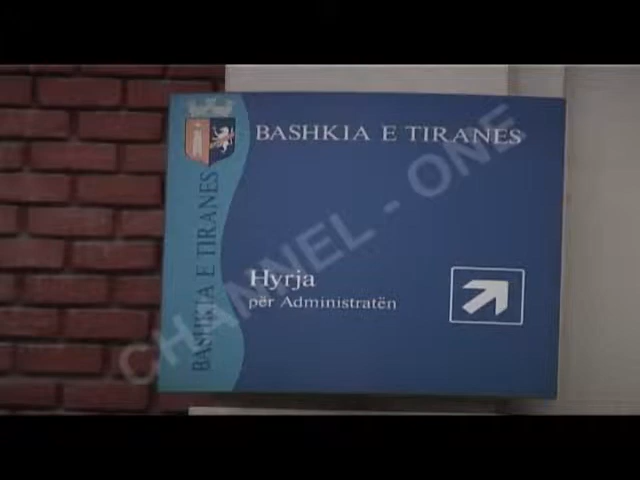 BASHKIA E TIRANES
BASHKIA E TIRANES
Hyrja
për Administratën
CHANNEL - ONE